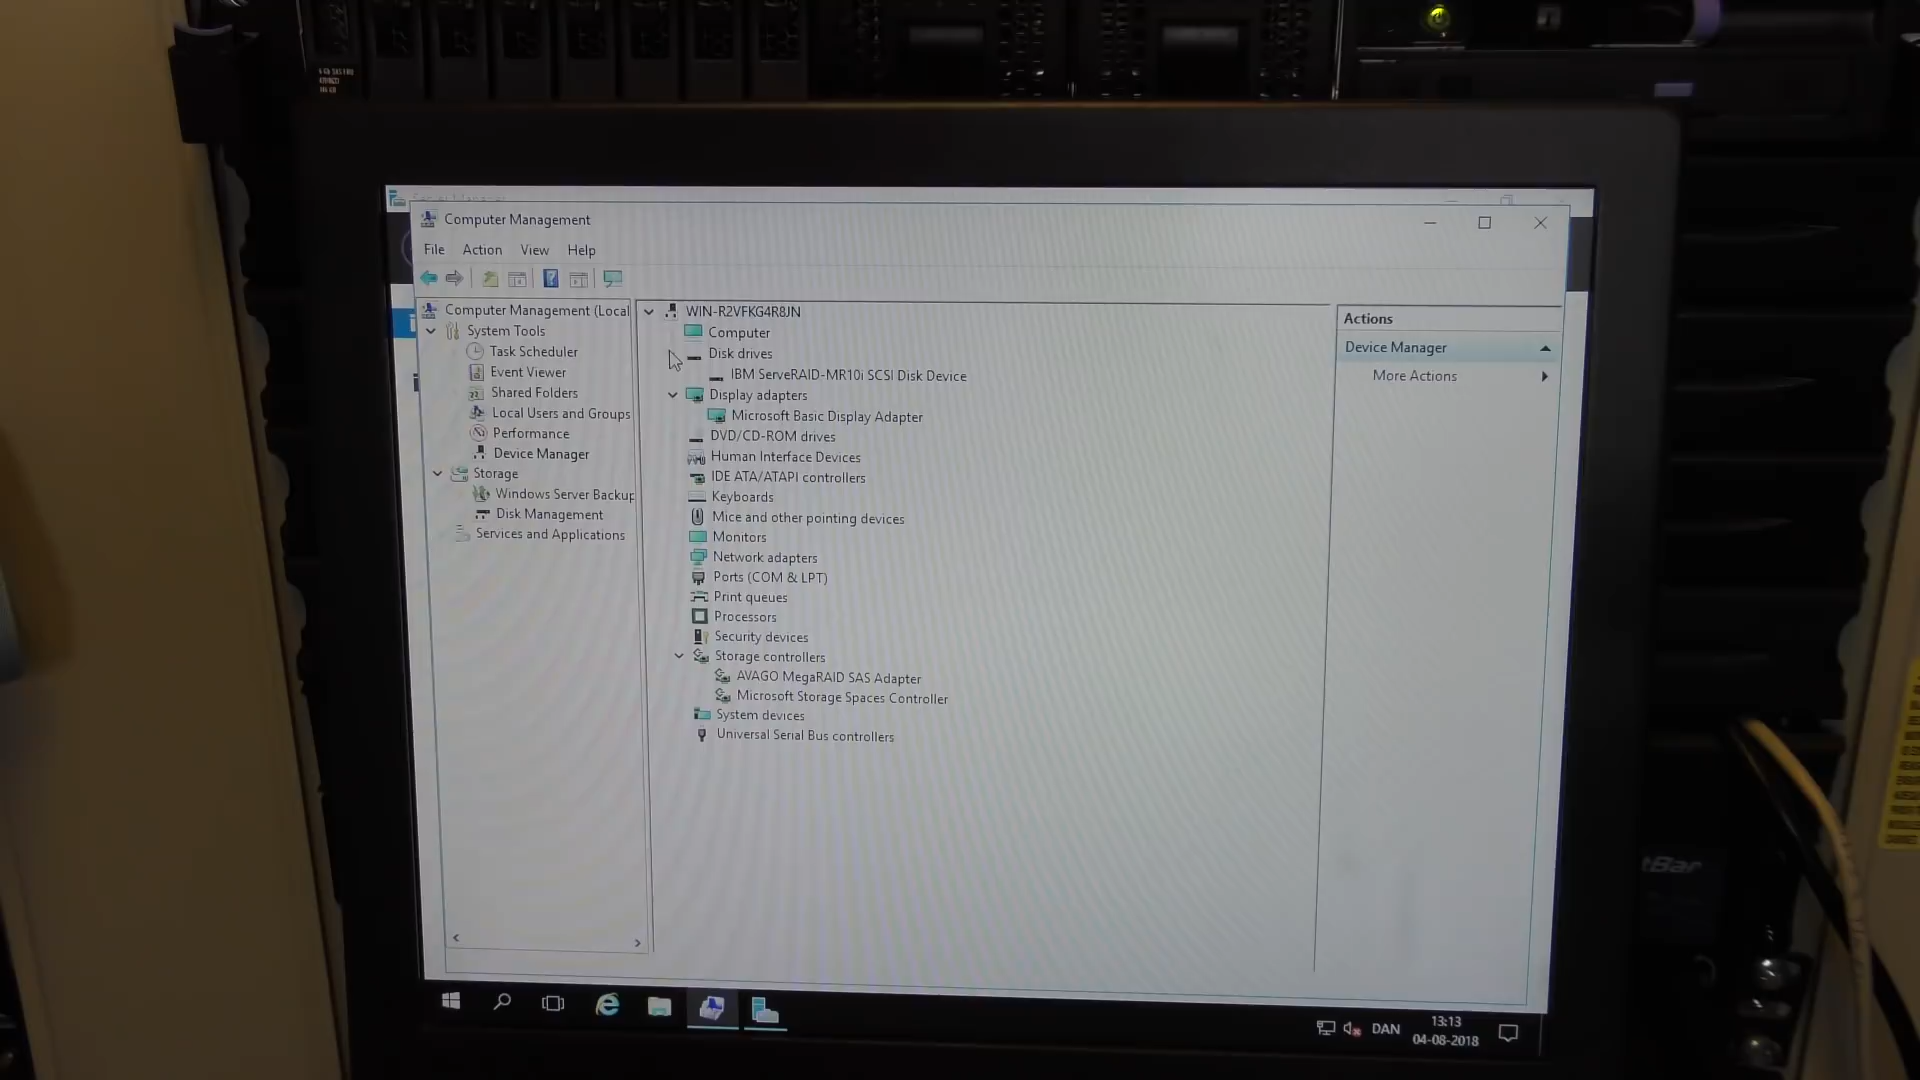 Computer Management
File Action View Help
Computer Management (Local
System Tools
Task Scheduler
Event Viewer
Shared Folders
Local Users and Groups
Performance
Device Manager
Storage
Windows Server Backup
Disk Management
Services and Applications
WIN-R2VFKG4R8JN
Computer
Disk drives
IBM ServeRAID-MR10i SCSI Disk Device
Display adapters
Microsoft Basic Display Adapter
DVD/CD-ROM drives
Human Interface Devices
IDE ATA/ATAPI controllers
Keyboards
Mice and other pointing devices
Monitors
Network adapters
Ports (COM & LPT)
Print queues
Processors
Security devices
Storage controllers
AVAGO MegaRAID SAS Adapter
Microsoft Storage Spaces Controller
System devices
Universal Serial Bus controllers
Actions
Device Manager
More Actions
tBar
DAN
13:13
04-08-2018